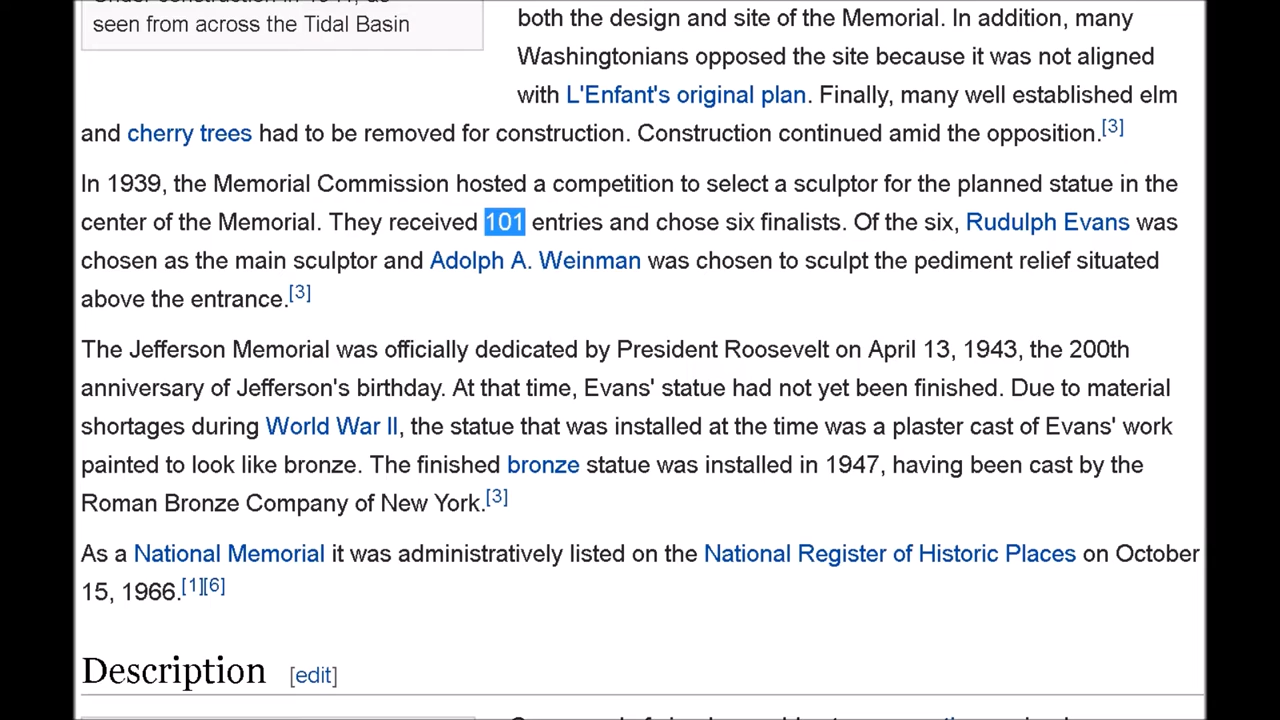 seen from across the Tidal Basin
both the design and site of the Memorial. In addition, many
Washingtonians opposed the site because it was not aligned
with L'Enfant's original plan. Finally, many well established elm
and cherry trees had to be removed for construction. Construction continued amid the opposition.[3]
In 1939, the Memorial Commission hosted a competition to select a sculptor for the planned statue in the
center of the Memorial. They received 101 entries and chose six finalists. Of the six, Rudulph Evans was
chosen as the main sculptor and Adolph A. Weinman was chosen to sculpt the pediment relief situated
above the entrance.[3]
The Jefferson Memorial was officially dedicated by President Roosevelt on April 13, 1943, the 200th
anniversary of Jefferson's birthday. At that time, Evans' statue had not yet been finished. Due to material
shortages during World War II, the statue that was installed at the time was a plaster cast of Evans' work
painted to look like bronze. The finished bronze statue was installed in 1947, having been cast by the
Roman Bronze Company of New York.[3]
As a National Memorial it was administratively listed on the National Register of Historic Places on October
15, 1966.[1][6]
Description [edit]